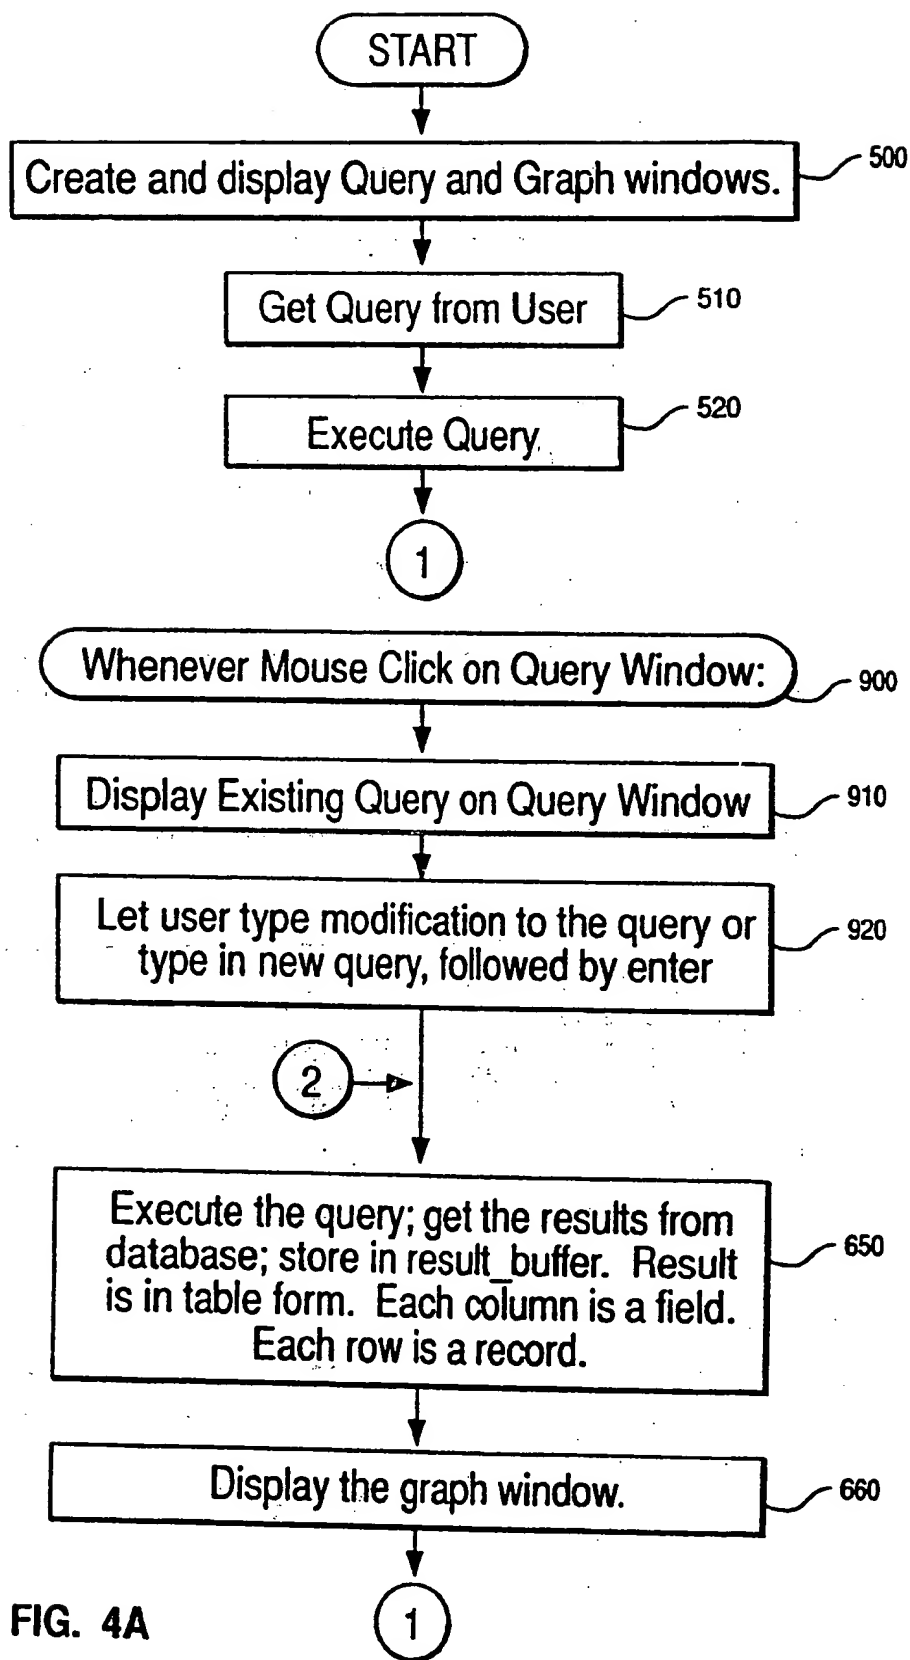 START
Create and display Query and Graph windows.
500
Get Query from User
510
Execute Query
520
1
Whenever Mouse Click on Query Window:
900
Display Existing Query on Query Window
910
Let user type modification to the query or
type in new query, followed by enter
920
2
Execute the query; get the results from
database; store in result_buffer. Result
is in table form. Each column is a field.
Each row is a record.
650
Display the graph window.
660
1
FIG. 4A